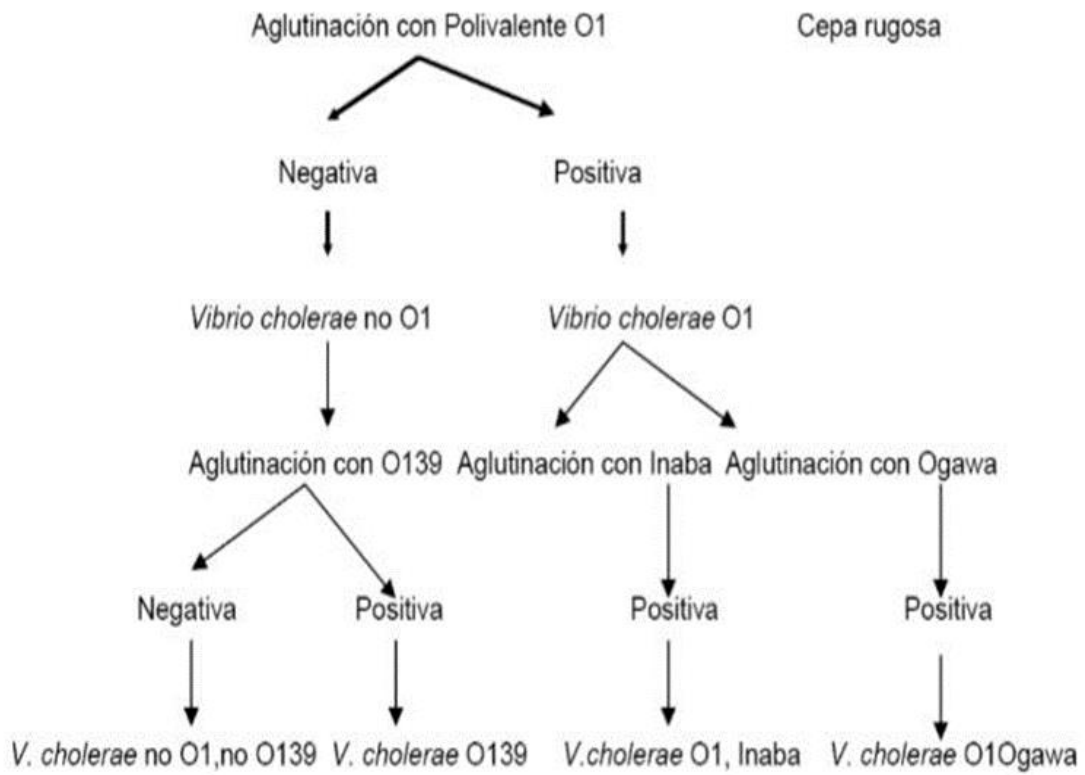 Aglutinación con Polivalente O1 Cepa rugosa
Negativa Positiva
Vibrio cholerae no O1 Vibrio cholerae O1
Aglutinación con O139 Aglutinación con Inaba Aglutinación con Ogawa
Negativa Positiva Positiva Positiva
V. cholerae no O1,no O139 V. cholerae O139 V.cholerae O1, Inaba V. cholerae O1Ogawa